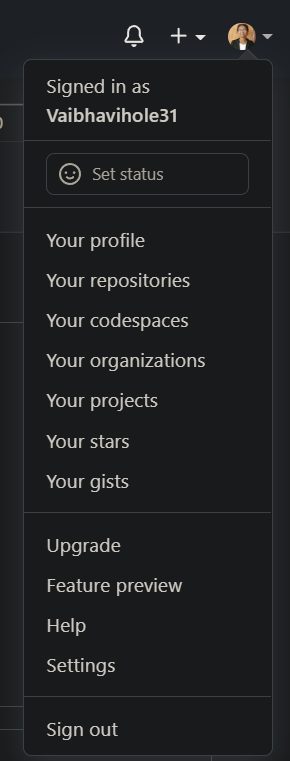 Signed in as
Vaibhavihole31
Set status
Your profile
Your repositories
Your codespaces
Your organizations
Your projects
Your stars
Your gists
Upgrade
Feature preview
Help
Settings
Sign out